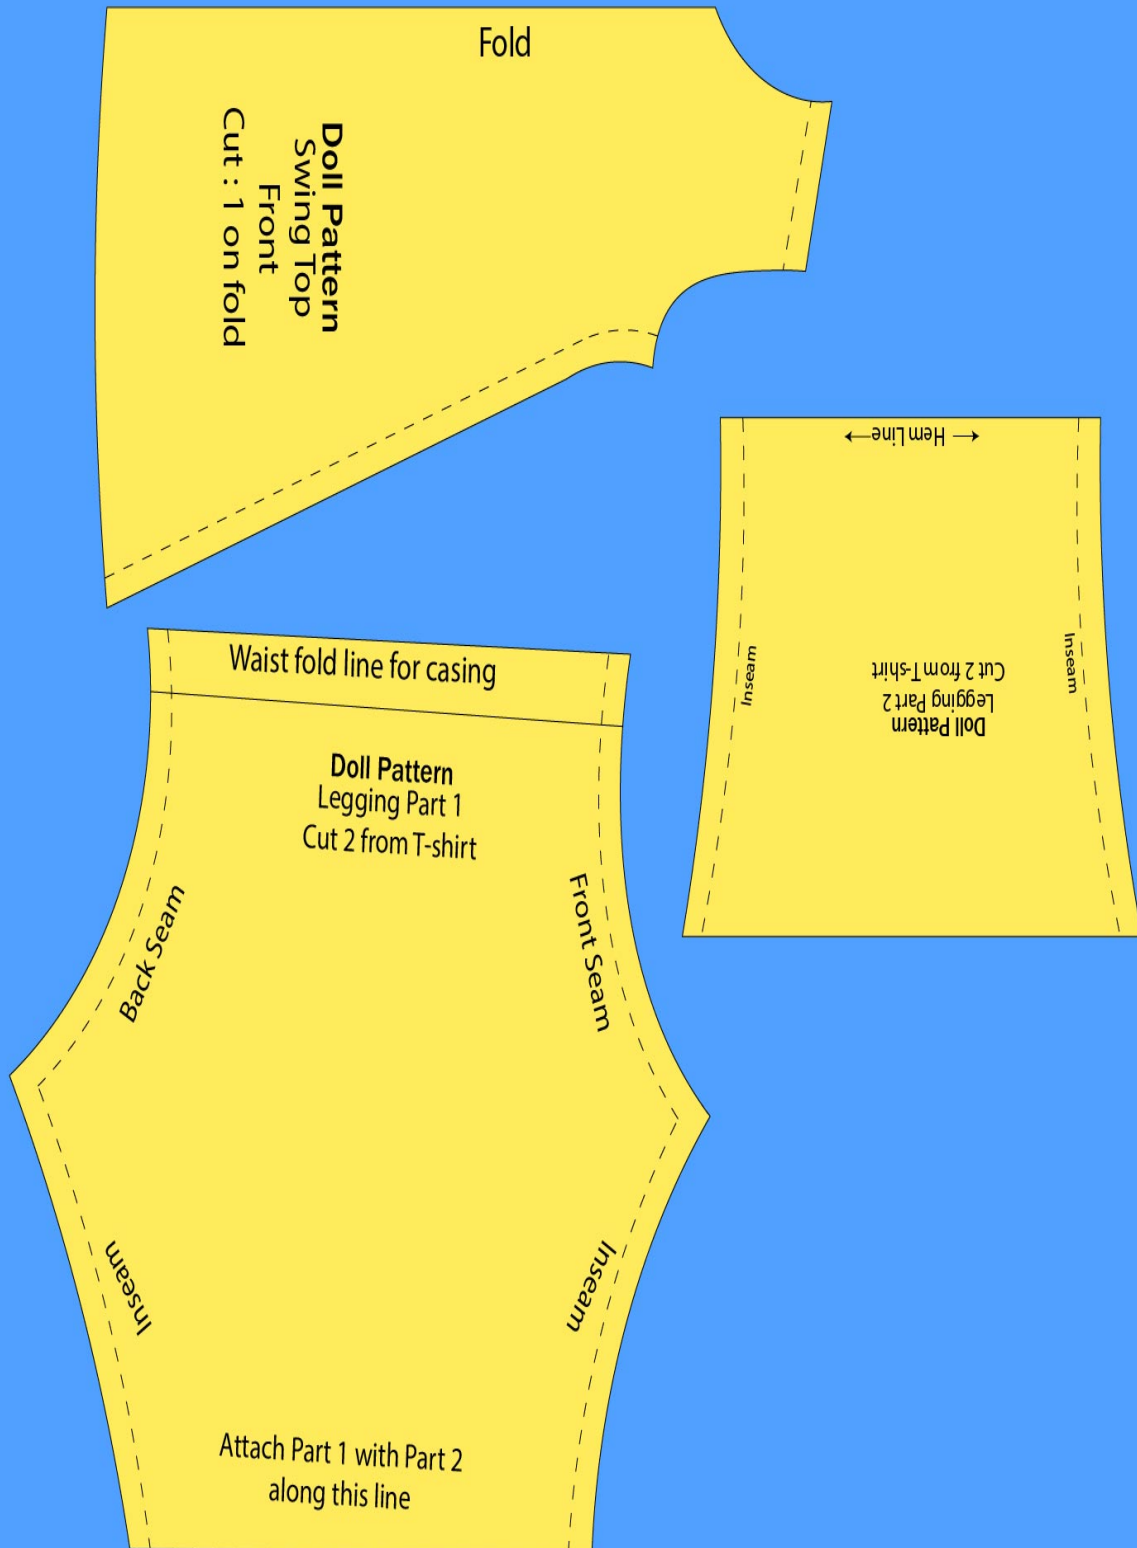 Fold
Doll Pattern
Swing Top
Front
Cut : 1 on fold
← Hem Line →
Inseam
Inseam
Doll Pattern
Legging Part 2
Cut 2 from T-shirt
Waist fold line for casing
Doll Pattern
Legging Part 1
Cut 2 from T-shirt
Back Seam
Front Seam
Inseam
Inseam
Attach Part 1 with Part 2
along this line